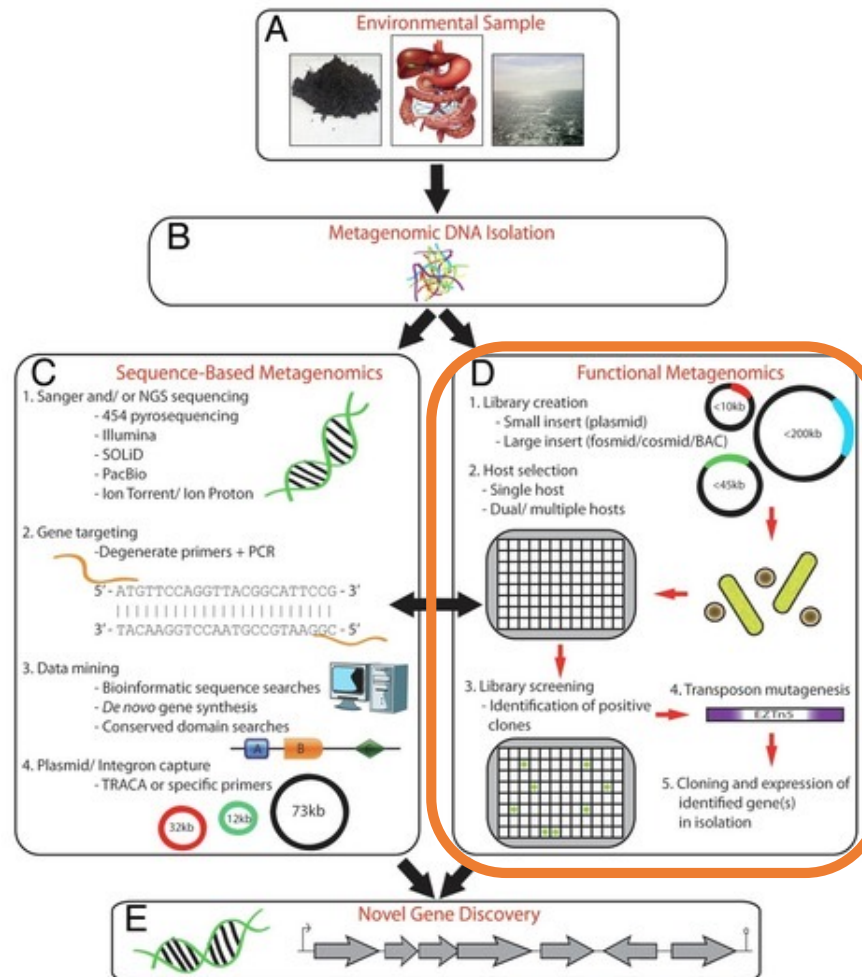 A
Environmental Sample
B
Metagenomic DNA Isolation
C
Sequence-Based Metagenomics
1. Sanger and/ or NGS sequencing
- 454 pyrosequencing
- Illumina
- SOLiD
- PacBio
- Ion Torrent/ Ion Proton
2. Gene targeting
-Degenerate primers + PCR
5′ - ATGTTCCAGGTTACGGCATTCCG - 3′
3′ - TACAAGGTCCAATGCCGTAAGGC - 5′
3. Data mining
- Bioinformatic sequence searches
- De novo gene synthesis
- Conserved domain searches
A
B
4. Plasmid/ Integron capture
- TRACA or specific primers
32kb
12kb
73kb
D
Functional Metagenomics
1. Library creation
- Small insert (plasmid)
- Large insert (fosmid/cosmid/BAC)
<10kb
<200kb
<45kb
2. Host selection
- Single host
- Dual/ multiple hosts
3. Library screening
- Identification of positive
clones
4. Transposon mutagenesis
EZTn5
5. Cloning and expression of
identified gene(s)
in isolation
E
Novel Gene Discovery